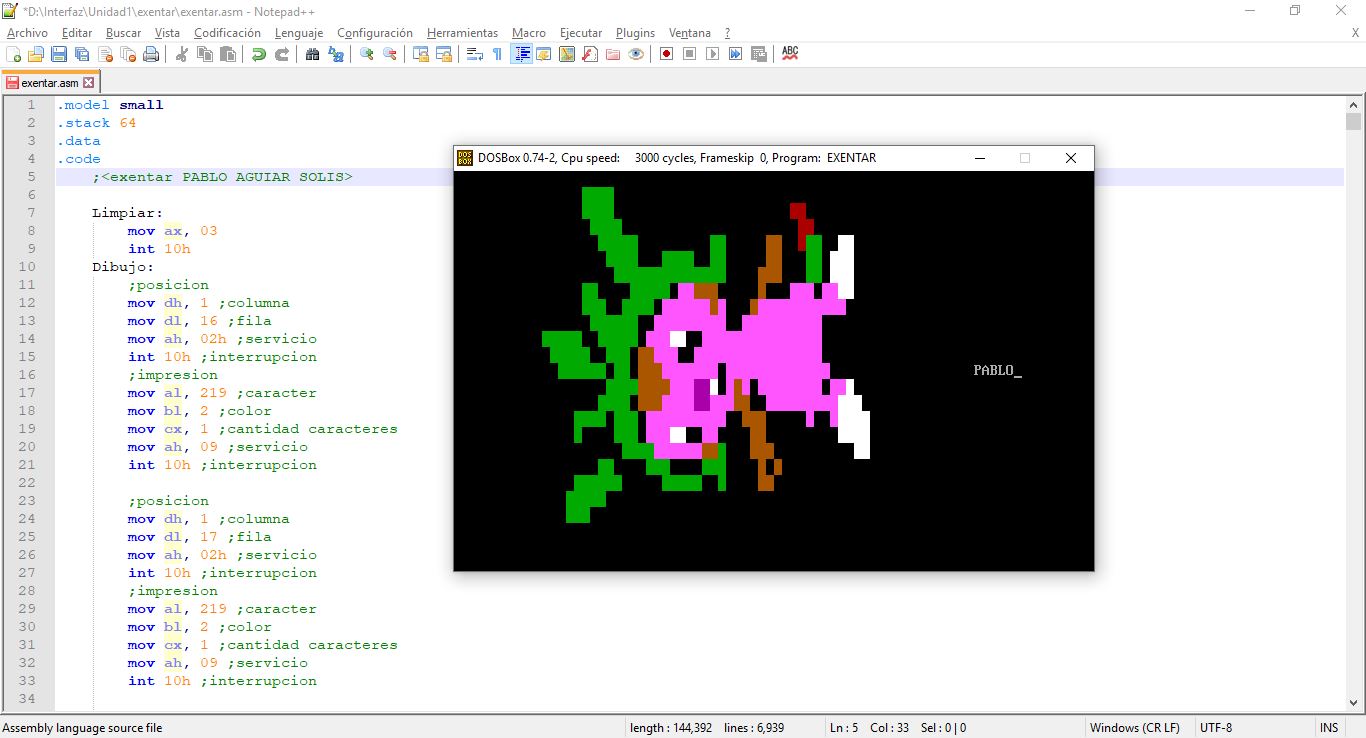 *D:\Interfaz\Unidad1\exentar\exentar.asm - Notepad++
Archivo Editar Buscar Vista Codificación Lenguaje Configuración Herramientas Macro Ejecutar Plugins Ventana ? X
ABC
exentar.asm
1 .model small
2 .stack 64
3 .data
4 .code
5 ;<exentar PABLO AGUIAR SOLIS>
6
7 Limpiar:
8 mov ax, 03
9 int 10h
10 Dibujo:
11 ;posicion
12 mov dh, 1 ;columna
13 mov dl, 16 ;fila
14 mov ah, 02h ;servicio
15 int 10h ;interrupcion
16 ;impresion
17 mov al, 219 ;caracter
18 mov bl, 2 ;color
19 mov cx, 1 ;cantidad caracteres
20 mov ah, 09 ;servicio
21 int 10h ;interrupcion
22
23 ;posicion
24 mov dh, 1 ;columna
25 mov dl, 17 ;fila
26 mov ah, 02h ;servicio
27 int 10h ;interrupcion
28 ;impresion
29 mov al, 219 ;caracter
30 mov bl, 2 ;color
31 mov cx, 1 ;cantidad caracteres
32 mov ah, 09 ;servicio
33 int 10h ;interrupcion
34
DOS BOX
DOSBox 0.74-2, Cpu speed: 3000 cycles, Frameskip 0, Program: EXENTAR
PABLO_
Assembly language source file length : 144,392 lines : 6,939 Ln : 5 Col : 33 Sel : 0 | 0 Windows (CR LF) UTF-8 INS